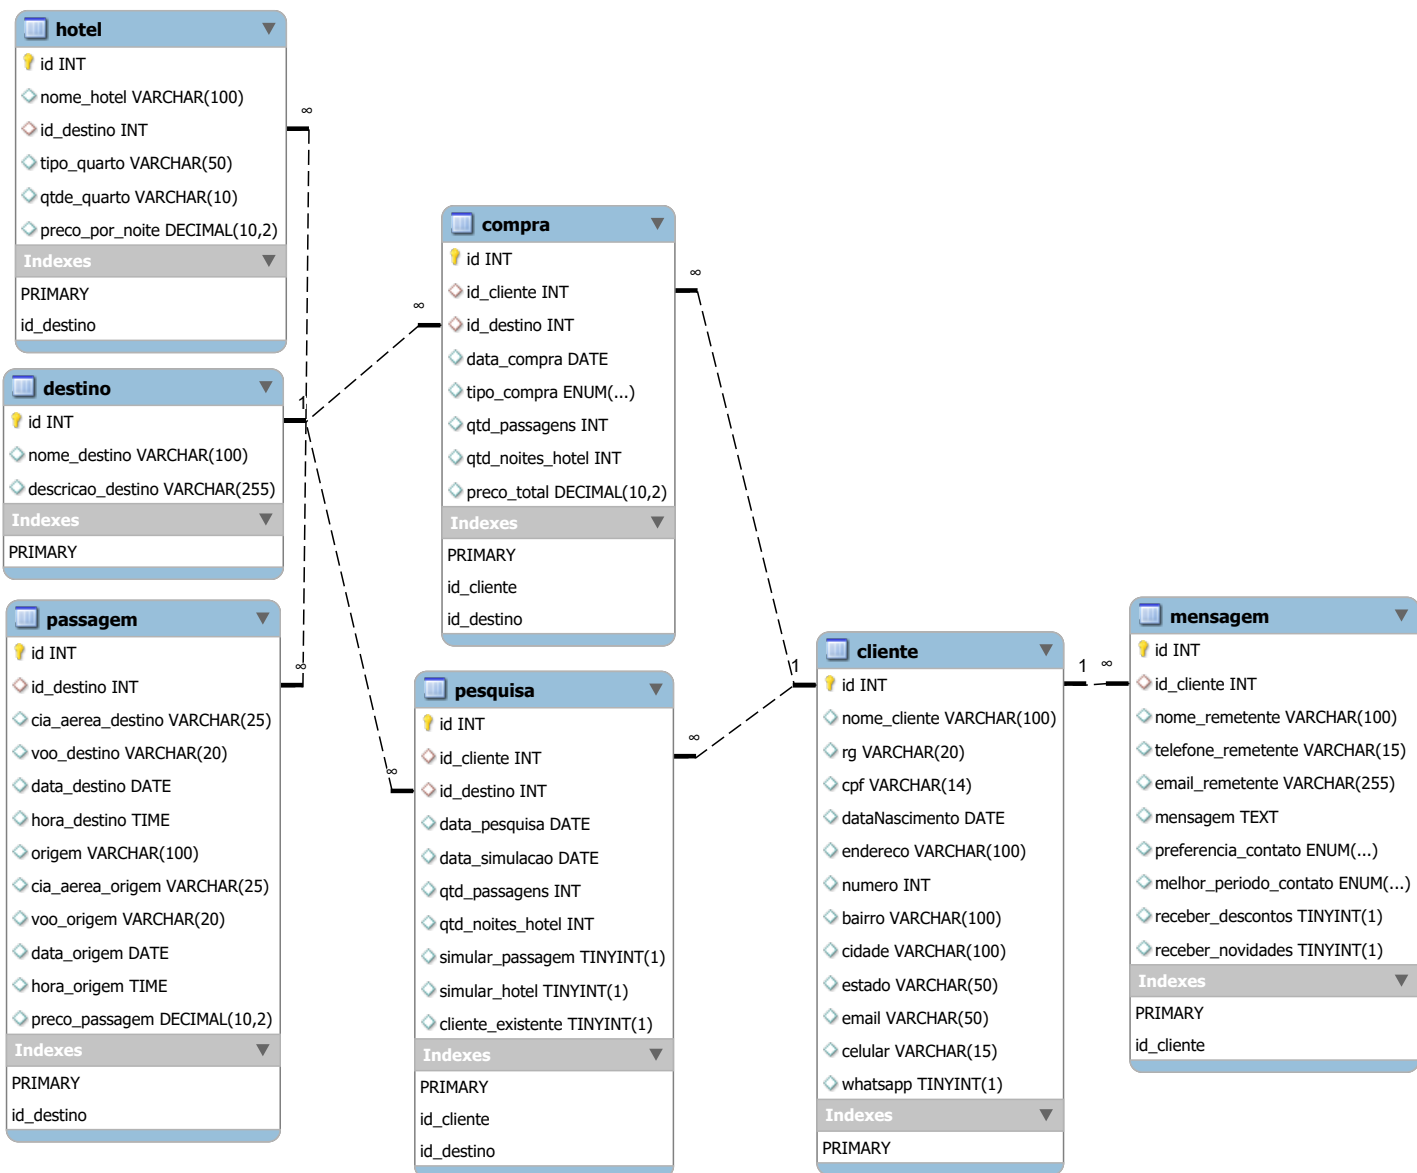 hotel
id INT
nome_hotel VARCHAR(100)
id_destino INT
tipo_quarto VARCHAR(50)
qtde_quarto VARCHAR(10)
preco_por_noite DECIMAL(10,2)
Indexes
PRIMARY
id_destino
destino
id INT
nome_destino VARCHAR(100)
descricao_destino VARCHAR(255)
Indexes
PRIMARY
passagem
id INT
id_destino INT
cia_aerea_destino VARCHAR(25)
voo_destino VARCHAR(20)
data_destino DATE
hora_destino TIME
origem VARCHAR(100)
cia_aerea_origem VARCHAR(25)
voo_origem VARCHAR(20)
data_origem DATE
hora_origem TIME
preco_passagem DECIMAL(10,2)
Indexes
PRIMARY
id_destino
∞
1
∞
∞
∞
compra
id INT
id_cliente INT
id_destino INT
data_compra DATE
tipo_compra ENUM(...)
qtd_passagens INT
qtd_noites_hotel INT
preco_total DECIMAL(10,2)
Indexes
PRIMARY
id_cliente
id_destino
pesquisa
id INT
id_cliente INT
id_destino INT
data_pesquisa DATE
data_simulacao DATE
qtd_passagens INT
qtd_noites_hotel INT
simular_passagem TINYINT(1)
simular_hotel TINYINT(1)
cliente_existente TINYINT(1)
Indexes
PRIMARY
id_cliente
id_destino
∞
∞
1
cliente
id INT
nome_cliente VARCHAR(100)
rg VARCHAR(20)
cpf VARCHAR(14)
dataNascimento DATE
endereco VARCHAR(100)
numero INT
bairro VARCHAR(100)
cidade VARCHAR(100)
estado VARCHAR(50)
email VARCHAR(50)
celular VARCHAR(15)
whatsapp TINYINT(1)
Indexes
PRIMARY
1 ∞
mensagem
id INT
id_cliente INT
nome_remetente VARCHAR(100)
telefone_remetente VARCHAR(15)
email_remetente VARCHAR(255)
mensagem TEXT
preferencia_contato ENUM(...)
melhor_periodo_contato ENUM(...)
receber_descontos TINYINT(1)
receber_novidades TINYINT(1)
Indexes
PRIMARY
id_cliente